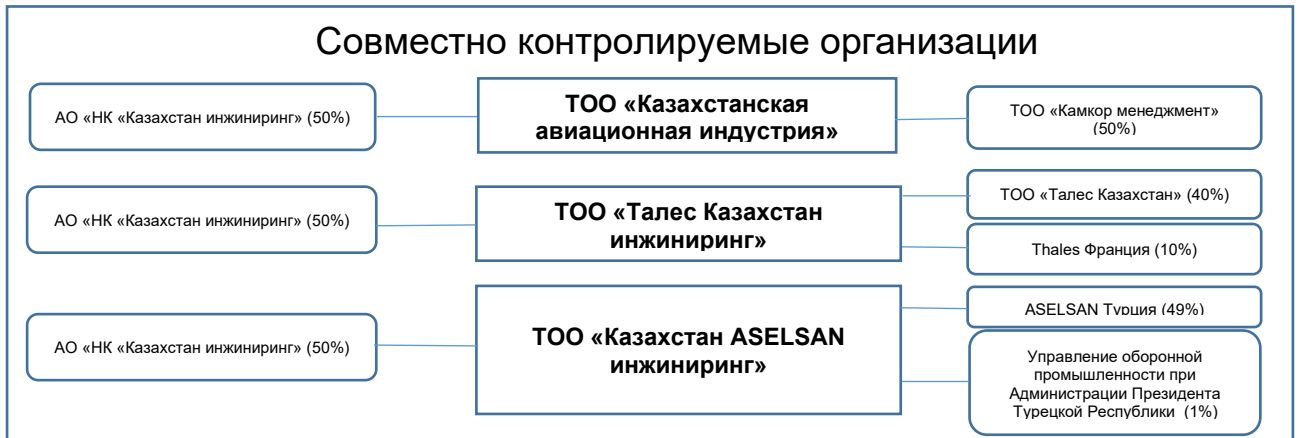 Совместно контролируемые организации
АО «НК «Казахстан инжиниринг» (50%)
ТОО «Казахстанская
авиационная индустрия»
ТОО «Камкор менеджмент»
(50%)
АО «НК «Казахстан инжиниринг» (50%)
ТОО «Талес Казахстан
инжиниринг»
ТОО «Талес Казахстан» (40%)
Thales Франция (10%)
АО «НК «Казахстан инжиниринг» (50%)
ТОО «Казахстан ASELSAN
инжиниринг»
ASELSAN Турция (49%)
Управление оборонной
промышленности при
Администрации Президента
Турецкой Республики (1%)